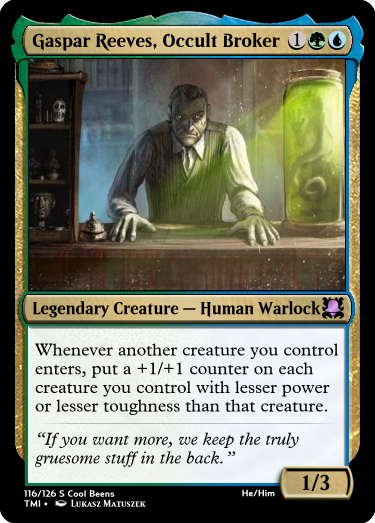 Gaspar Reeves, Occult Broker 1
Legendary Creature — Human Warlock
Whenever another creature you control
enters, put a +1/+1 counter on each
creature you control with lesser power
or lesser toughness than that creature.
“If you want more, we keep the truly
gruesome stuff in the back.”
1/3
116/126 S Cool Beens He/Him
TMI • Lukasz Matuszek